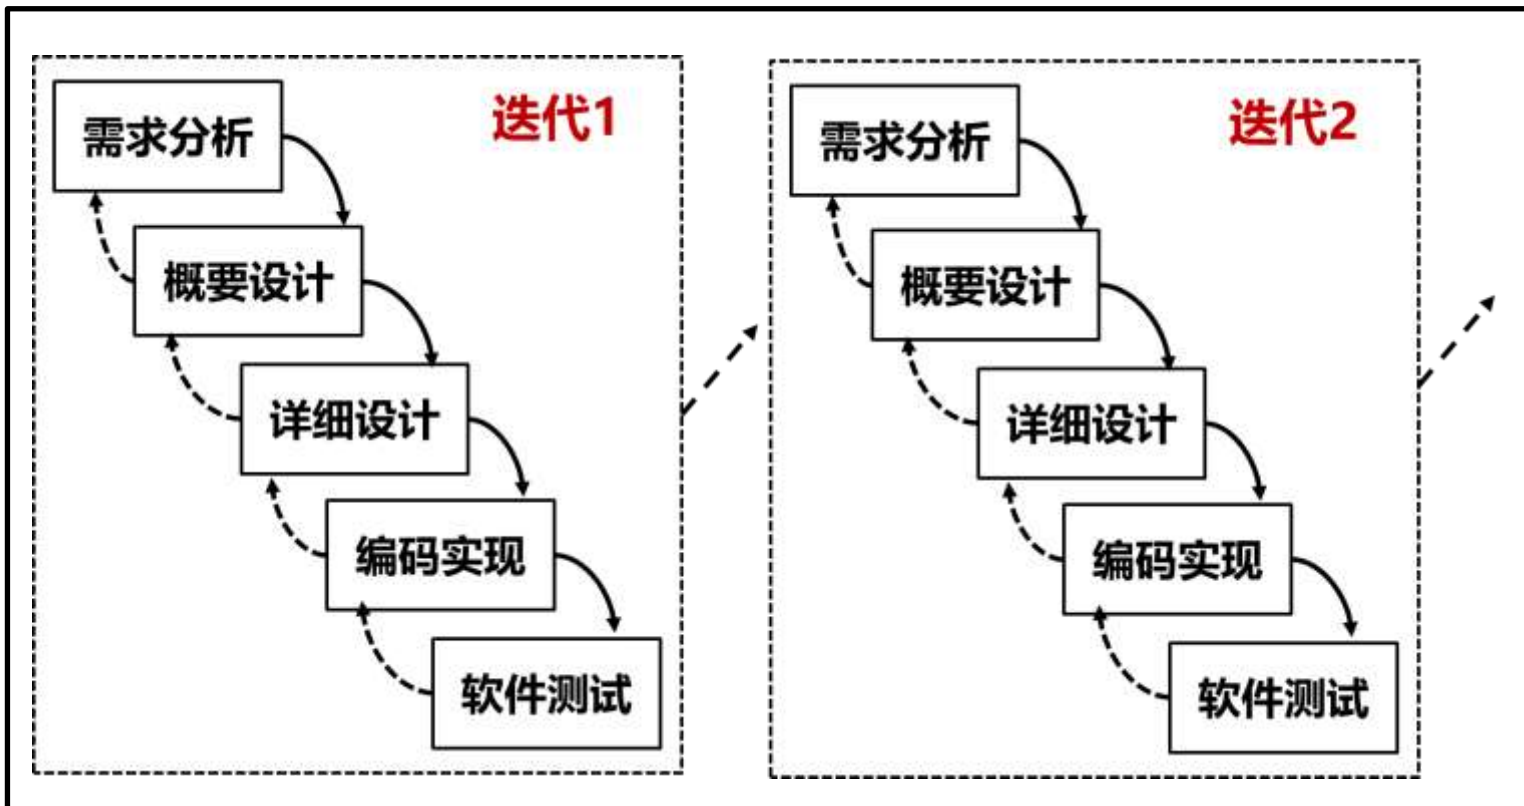 迭代1
需求分析
概要设计
详细设计
编码实现
软件测试
迭代2
需求分析
概要设计
详细设计
编码实现
软件测试